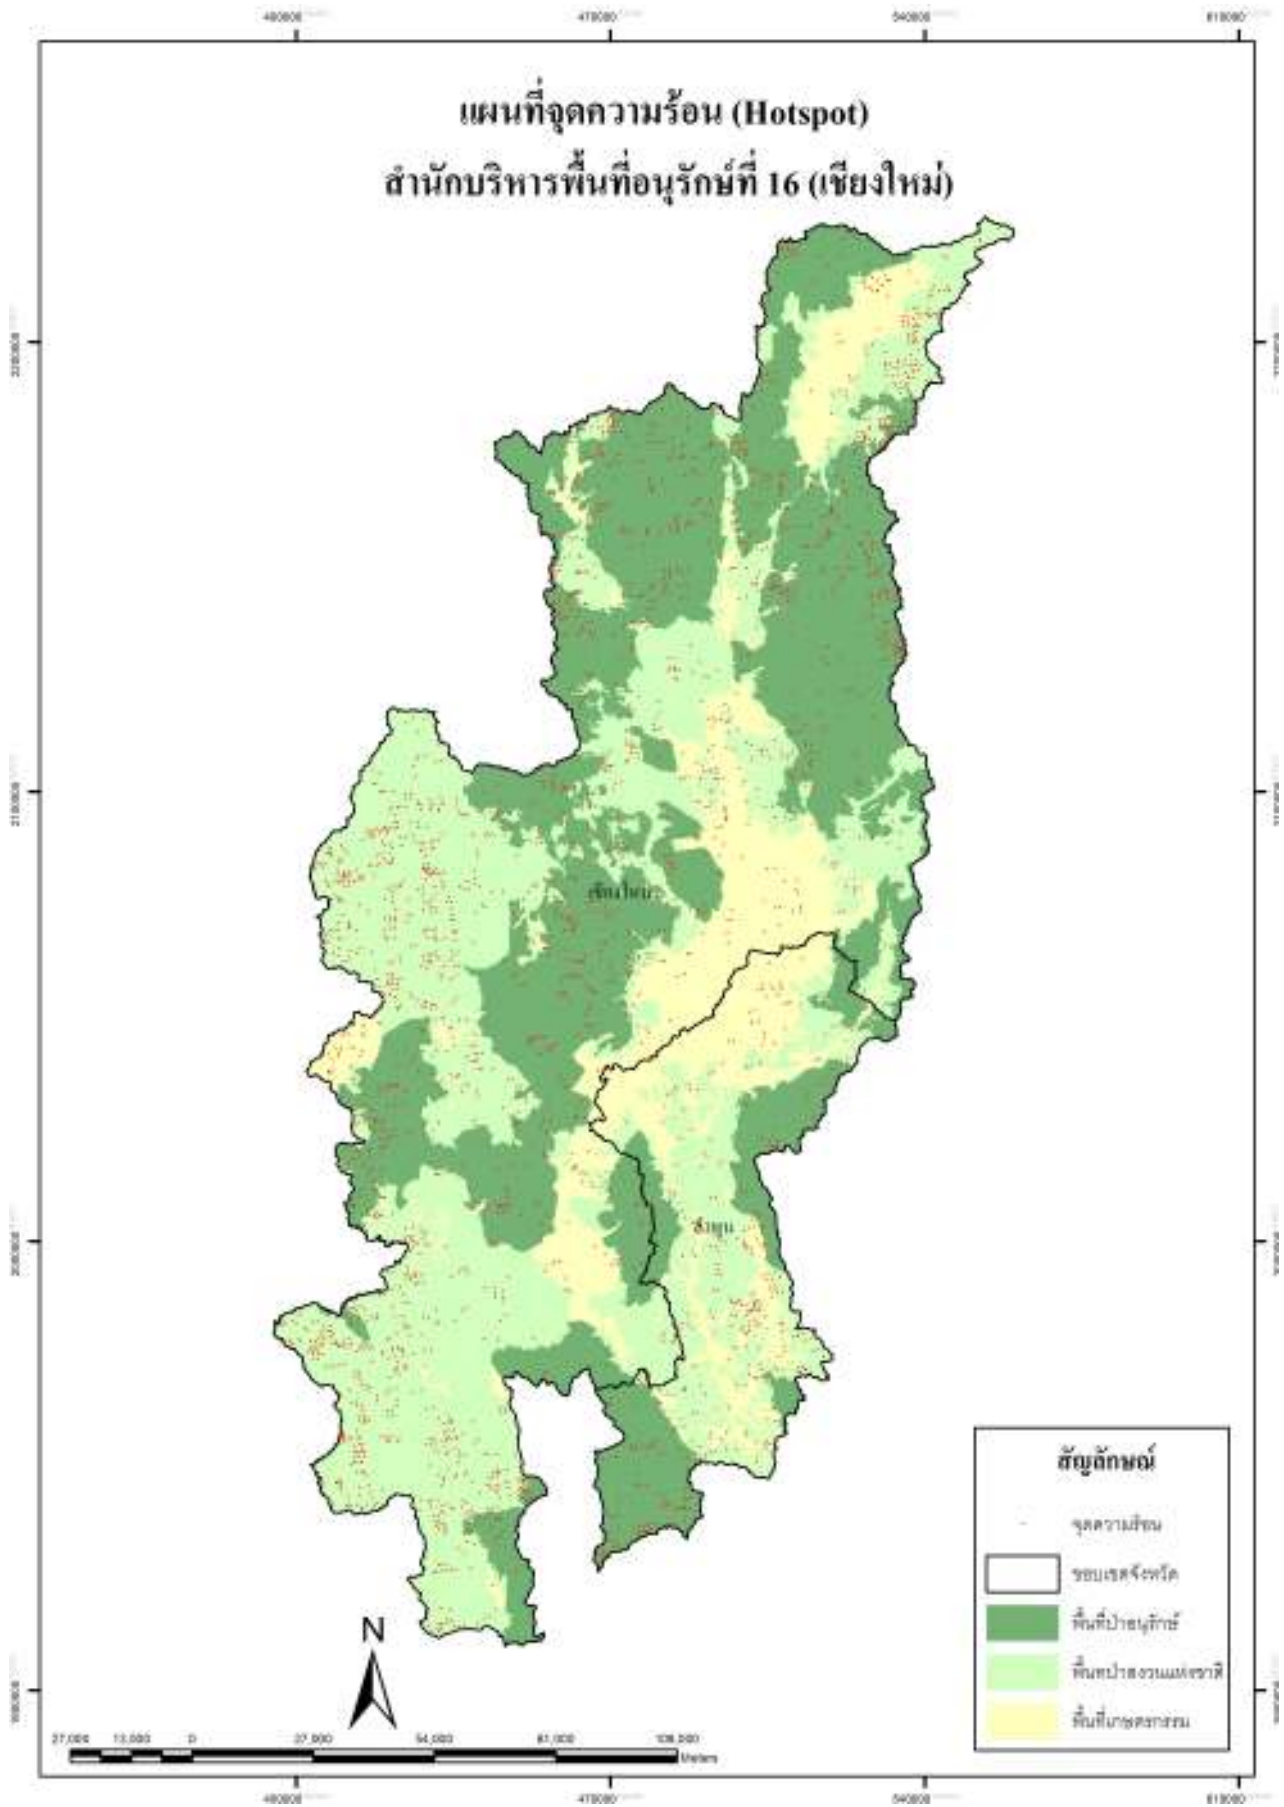 แผนที่จุดความร้อน (Hotspot)
สำนักบริหารพื้นที่อนุรักษ์ที่ 16 (เชียงใหม่)
เชียงใหม่
ลำพูน
สัญลักษณ์
จุดความร้อน
ขอบเขตจังหวัด
พื้นที่ป่าอนุรักษ์
พื้นที่ป่าสงวนแห่งชาติ
พื้นที่เกษตรกรรม
N
27,000 13,500 0 27,000 54,000 81,000 108,000
Meters